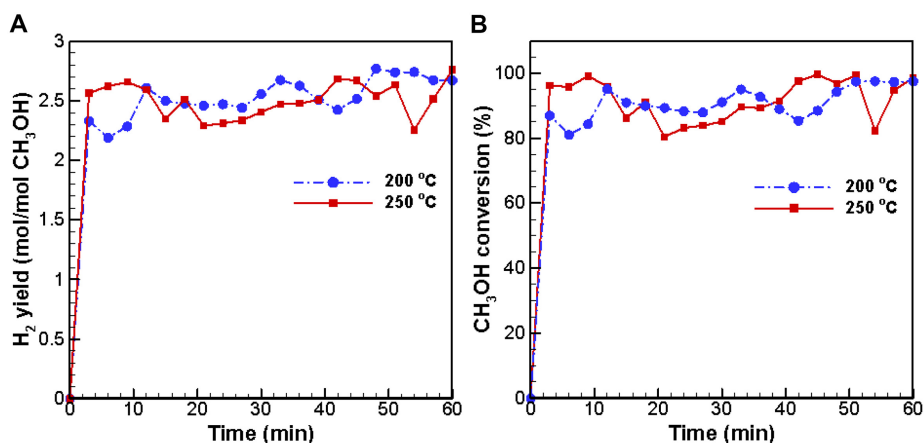 A
H₂ yield (mol/mol CH₃OH)
3
2.5
2
1.5
1
0.5
0
0 10 20 30 40 50 60
Time (min)
200 °C
250 °C
B
CH₃OH conversion (%)
100
80
60
40
20
0
0 10 20 30 40 50 60
Time (min)
200 °C
250 °C